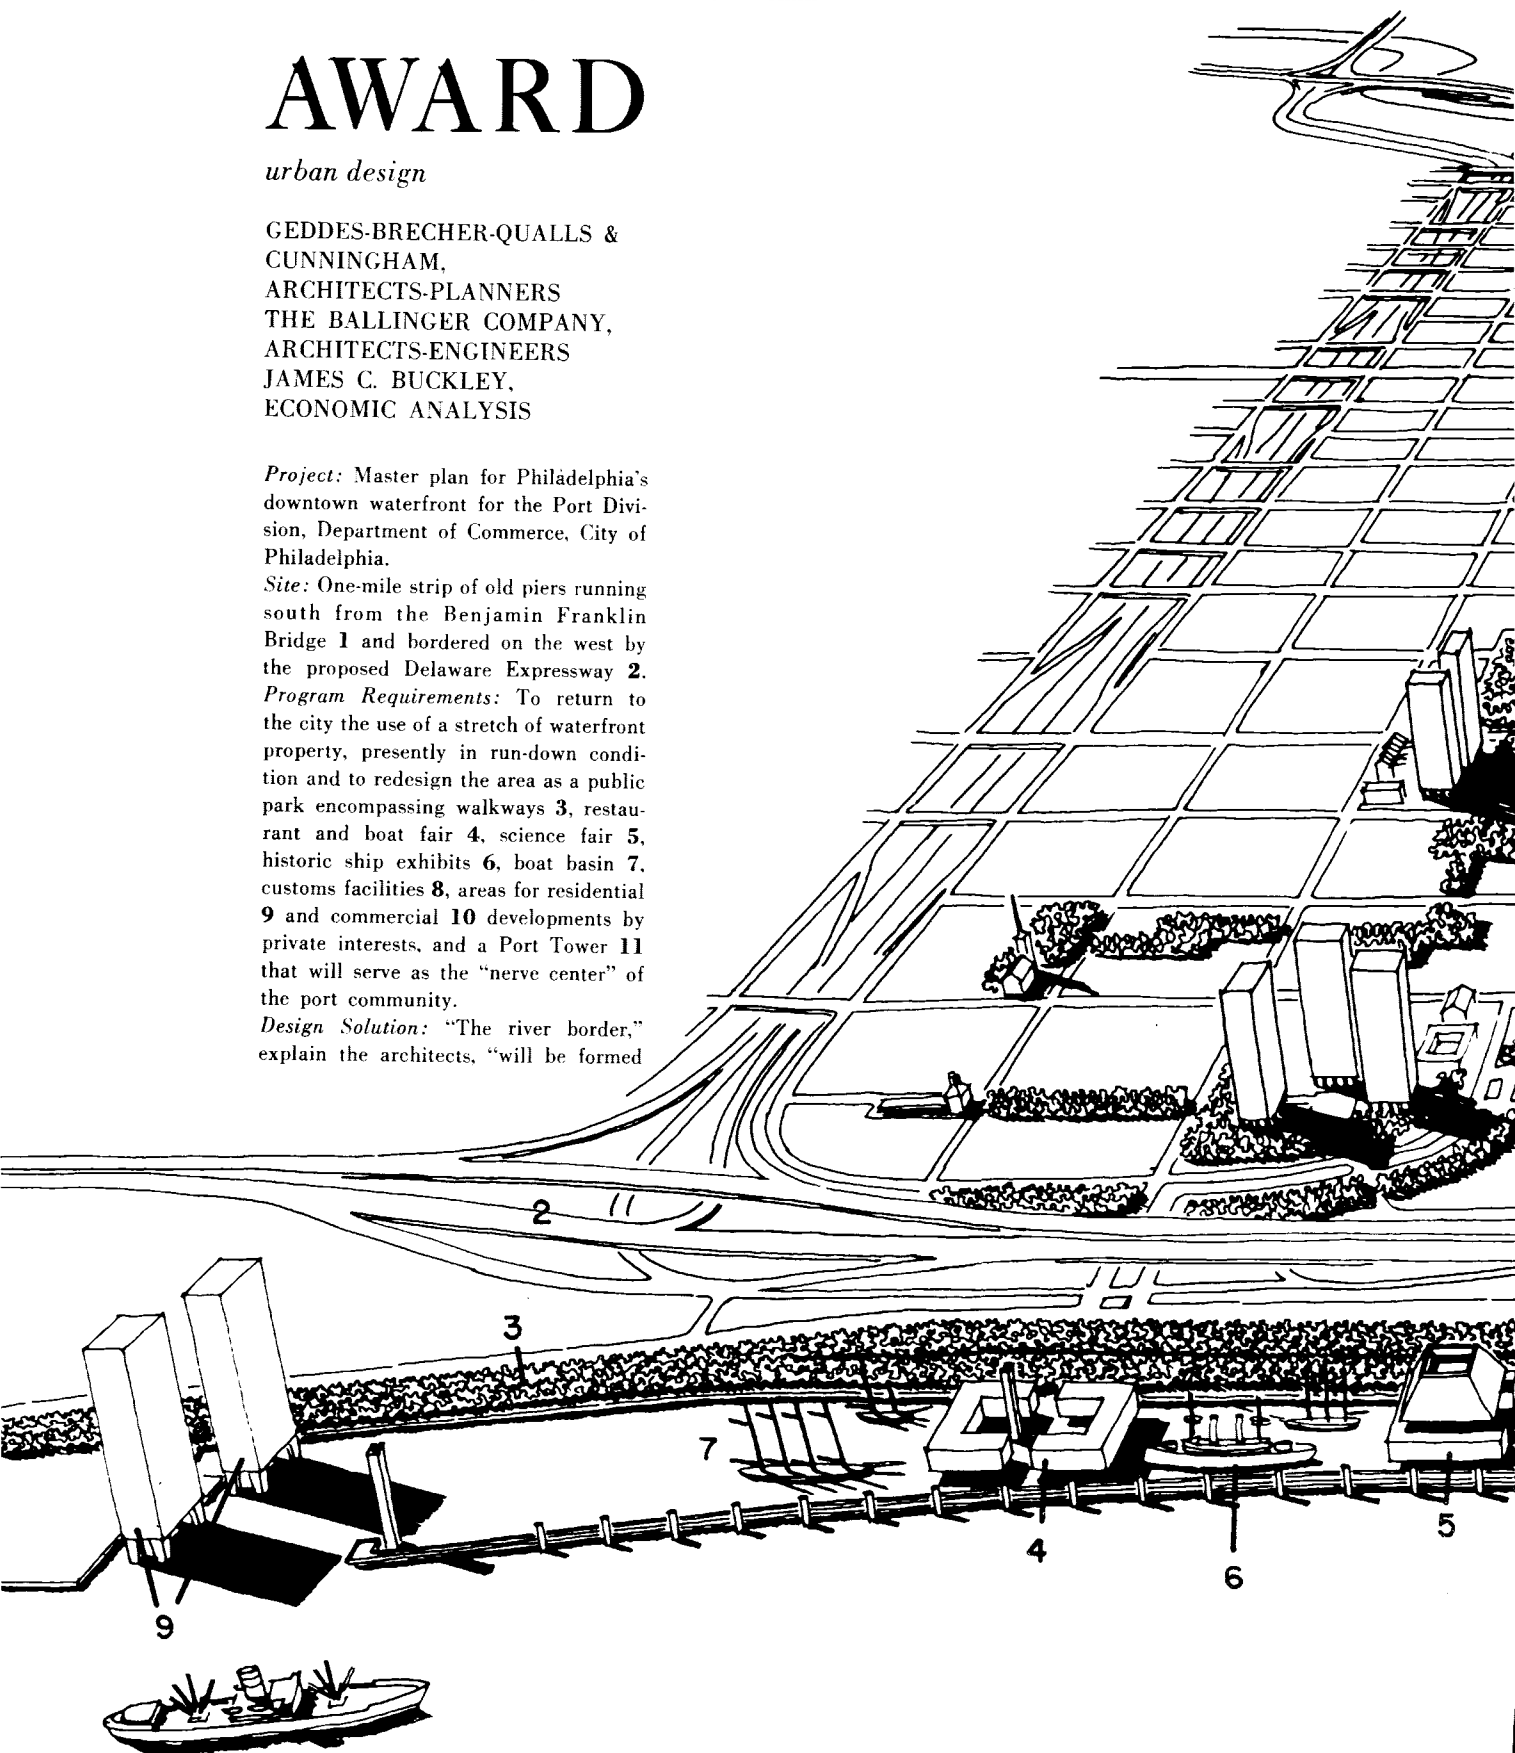 AWARD
urban design
GEDDES-BRECHER-QUALLS &
CUNNINGHAM,
ARCHITECTS-PLANNERS
THE BALLINGER COMPANY,
ARCHITECTS-ENGINEERS
JAMES C. BUCKLEY,
ECONOMIC ANALYSIS
Project: Master plan for Philadelphia's
downtown waterfront for the Port Divi-
sion, Department of Commerce, City of
Philadelphia.
Site: One-mile strip of old piers running
south from the Benjamin Franklin
Bridge 1 and bordered on the west by
the proposed Delaware Expressway 2.
Program Requirements: To return to
the city the use of a stretch of waterfront
property, presently in run-down condi-
tion and to redesign the area as a public
park encompassing walkways 3, restau-
rant and boat fair 4, science fair 5,
historic ship exhibits 6, boat basin 7,
customs facilities 8, areas for residential
9 and commercial 10 developments by
private interests, and a Port Tower 11
that will serve as the “nerve center” of
the port community.
Design Solution: “The river border,”
explain the architects, “will be formed
2
3
7
4
5
6
9